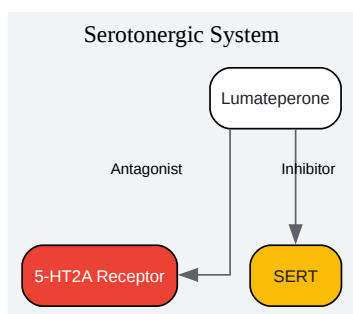 Serotonergic System
Lumateperone
Antagonist
Inhibitor
5-HT2A Receptor
SERT